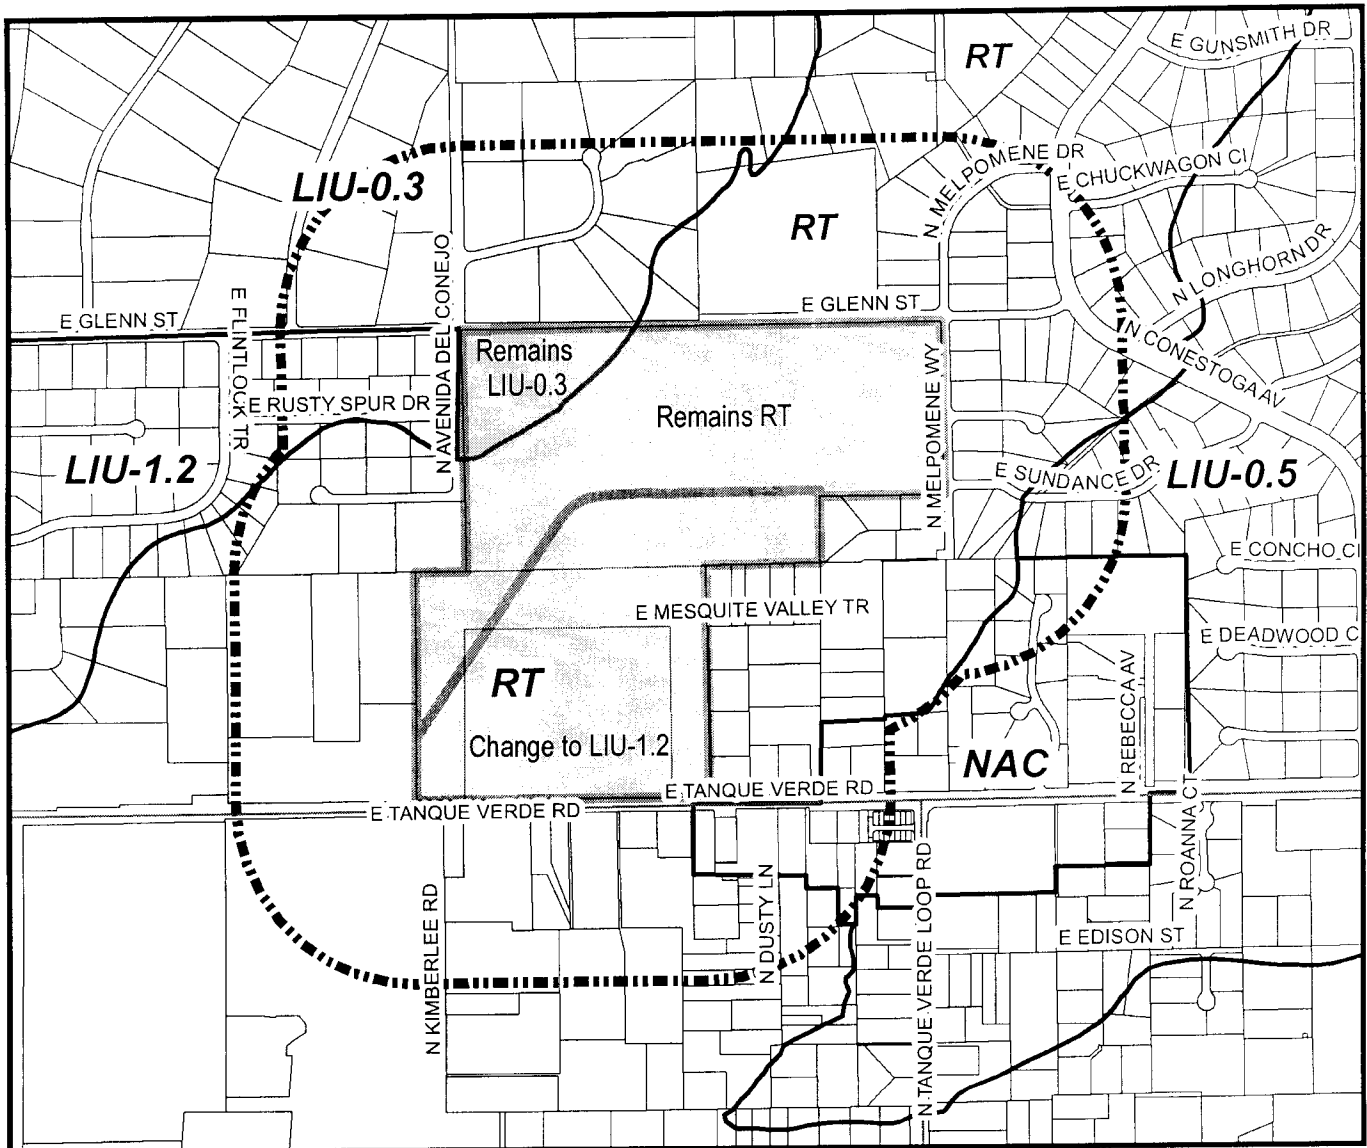 E GUNSMITH DR
RT
N MELPOMENE DR
E CHUCKWAGON CI
LIU-0.3
RT
N LONGHORN DR
N AVENIDA DEL CONEJO
E GLENN ST
E GLENN ST
E FLINTLOCK TR
N CONESTOGA AV
Remains
LIU-0.3
N MELPOMENE WY
E RUSTY SPUR DR
Remains RT
LIU-1.2
E SUNDANCE DR
LIU-0.5
E CONCHO CI
E MESQUITE VALLEY TR
E DEADWOOD C
RT
N REBECCA AV
Change to LIU-1.2
NAC
E TANQUE VERDE RD
E TANQUE VERDE RD
N ROANNA CT
N KIMBERLEE RD
N DUSTY LN
N TANQUE VERDE LOOP RD
E EDISON ST